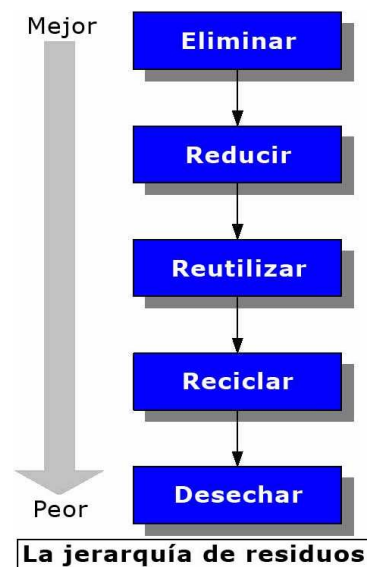 Mejor
Eliminar
Reducir
Reutilizar
Reciclar
Desechar
Peor
La jerarquía de residuos